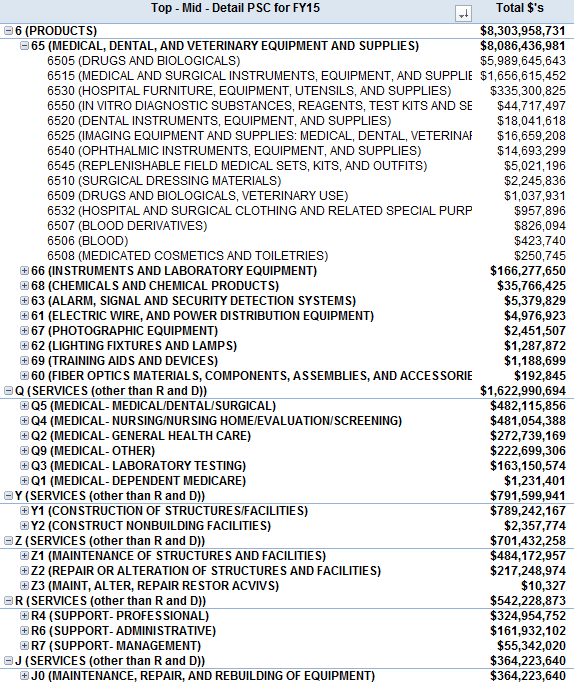 Top - Mid - Detail PSC for FY15 Total $'s
6 (PRODUCTS) $8,303,958,731
65 (MEDICAL, DENTAL, AND VETERINARY EQUIPMENT AND SUPPLIES) $8,086,436,981
6505 (DRUGS AND BIOLOGICALS) $5,989,645,643
6515 (MEDICAL AND SURGICAL INSTRUMENTS, EQUIPMENT, AND SUPPLIE $1,656,615,452
6530 (HOSPITAL FURNITURE, EQUIPMENT, UTENSILS, AND SUPPLIES) $335,300,825
6550 (IN VITRO DIAGNOSTIC SUBSTANCES, REAGENTS, TEST KITS AND SE $44,717,497
6520 (DENTAL INSTRUMENTS, EQUIPMENT, AND SUPPLIES) $18,041,618
6525 (IMAGING EQUIPMENT AND SUPPLIES: MEDICAL, DENTAL, VETERINAR $16,659,208
6540 (OPHTHALMIC INSTRUMENTS, EQUIPMENT, AND SUPPLIES) $14,693,299
6545 (REPLENISHABLE FIELD MEDICAL SETS, KITS, AND OUTFITS) $5,021,196
6510 (SURGICAL DRESSING MATERIALS) $2,245,836
6509 (DRUGS AND BIOLOGICALS, VETERINARY USE) $1,037,931
6532 (HOSPITAL AND SURGICAL CLOTHING AND RELATED SPECIAL PURP $957,896
6507 (BLOOD DERIVATIVES) $826,094
6506 (BLOOD) $423,740
6508 (MEDICATED COSMETICS AND TOILETRIES) $250,745
66 (INSTRUMENTS AND LABORATORY EQUIPMENT) $166,277,650
68 (CHEMICALS AND CHEMICAL PRODUCTS) $35,766,425
63 (ALARM, SIGNAL AND SECURITY DETECTION SYSTEMS) $5,379,829
61 (ELECTRIC WIRE, AND POWER DISTRIBUTION EQUIPMENT) $4,976,923
67 (PHOTOGRAPHIC EQUIPMENT) $2,451,507
62 (LIGHTING FIXTURES AND LAMPS) $1,287,872
69 (TRAINING AIDS AND DEVICES) $1,188,699
60 (FIBER OPTICS MATERIALS, COMPONENTS, ASSEMBLIES, AND ACCESSORIE $192,845
Q (SERVICES (other than R and D)) $1,622,990,694
Q5 (MEDICAL- MEDICAL/DENTAL/SURGICAL) $482,115,856
Q4 (MEDICAL- NURSING/NURSING HOME/EVALUATION/SCREENING) $481,054,388
Q2 (MEDICAL- GENERAL HEALTH CARE) $272,739,169
Q9 (MEDICAL- OTHER) $222,699,306
Q3 (MEDICAL- LABORATORY TESTING) $163,150,574
Q1 (MEDICAL- DEPENDENT MEDICARE) $1,231,401
Y (SERVICES (other than R and D)) $791,599,941
Y1 (CONSTRUCTION OF STRUCTURES/FACILITIES) $789,242,167
Y2 (CONSTRUCT NONBUILDING FACILITIES) $2,357,774
Z (SERVICES (other than R and D)) $701,432,258
Z1 (MAINTENANCE OF STRUCTURES AND FACILITIES) $484,172,957
Z2 (REPAIR OR ALTERATION OF STRUCTURES AND FACILITIES) $217,248,974
Z3 (MAINT, ALTER, REPAIR RESTOR ACVIVS) $10,327
R (SERVICES (other than R and D)) $542,228,873
R4 (SUPPORT- PROFESSIONAL) $324,954,752
R6 (SUPPORT- ADMINISTRATIVE) $161,932,102
R7 (SUPPORT- MANAGEMENT) $55,342,020
J (SERVICES (other than R and D)) $364,223,640
J0 (MAINTENANCE, REPAIR, AND REBUILDING OF EQUIPMENT) $364,223,640